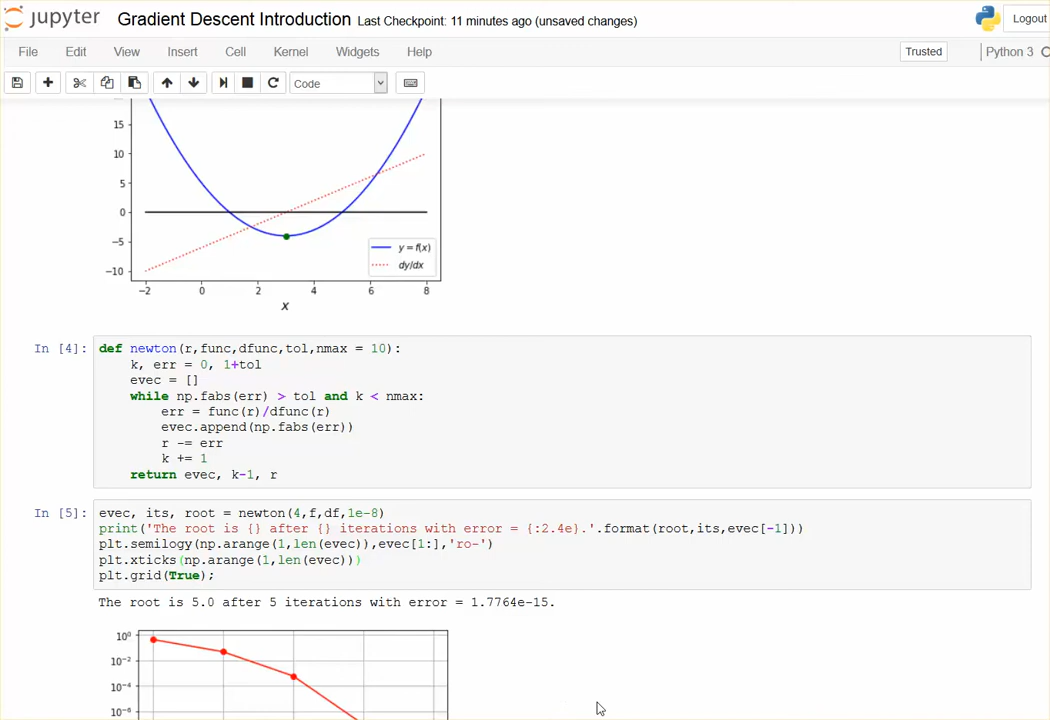 jupyter Gradient Descent Introduction Last Checkpoint: 11 minutes ago (unsaved changes) Logout
File Edit View Insert Cell Kernel Widgets Help Trusted Python 3
Code
15
10
5
0
−5
−10
y = f(x)
dy/dx
−2 0 2 4 6 8
x
In [4]: def newton(r,func,dfunc,tol,nmax = 10):
k, err = 0, 1+tol
evec = []
while np.fabs(err) > tol and k < nmax:
err = func(r)/dfunc(r)
evec.append(np.fabs(err))
r -= err
k += 1
return evec, k-1, r
In [5]: evec, its, root = newton(4,f,df,1e-8)
print('The root is {} after {} iterations with error = {:2.4e}.'.format(root,its,evec[-1]))
plt.semilogy(np.arange(1,len(evec)),evec[1:],'ro-')
plt.xticks(np.arange(1,len(evec)))
plt.grid(True);
The root is 5.0 after 5 iterations with error = 1.7764e-15.
10⁰
10⁻²
10⁻⁴
10⁻⁶